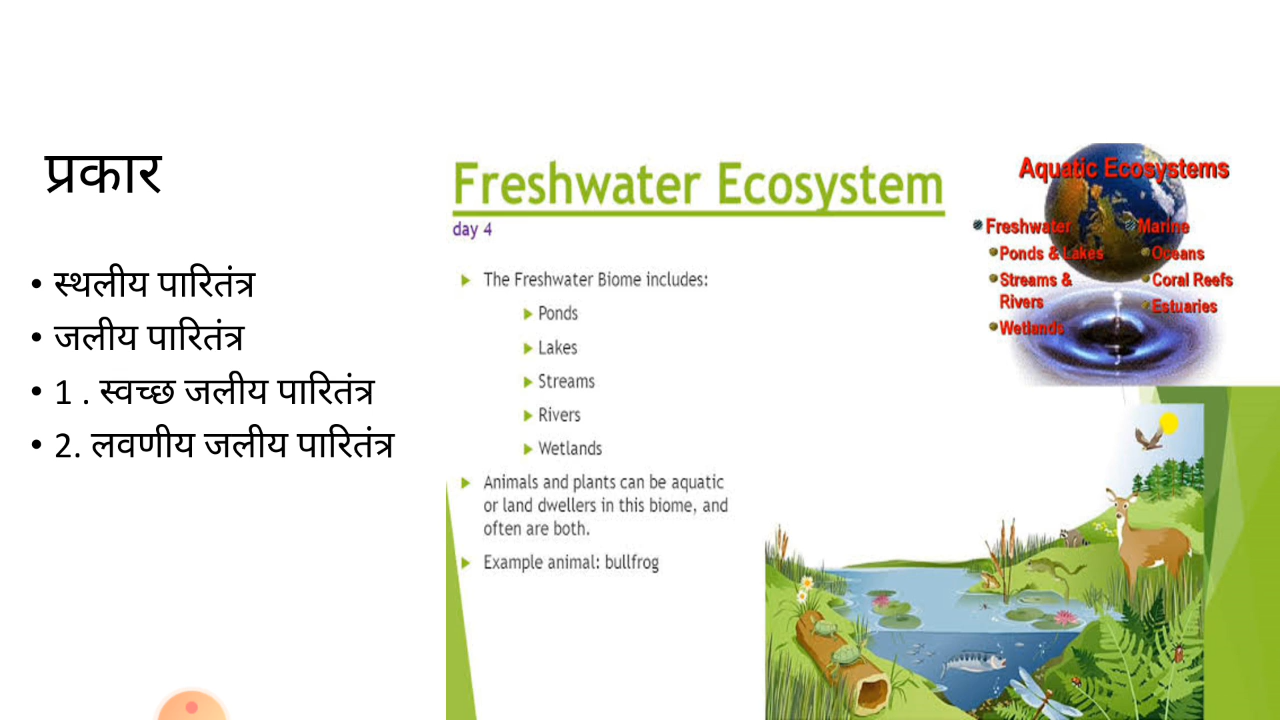 प्रकार
• स्थलीय पारितंत्र
• जलीय पारितंत्र
• 1 . स्वच्छ जलीय पारितंत्र
• 2. लवणीय जलीय पारितंत्र
Freshwater Ecosystem
day 4
The Freshwater Biome includes:
Ponds
Lakes
Streams
Rivers
Wetlands
Animals and plants can be aquatic
or land dwellers in this biome, and
often are both.
Example animal: bullfrog
Aquatic Ecosystems
Freshwater
Ponds & Lakes
Streams &
Rivers
Wetlands
Marine
Oceans
Coral Reefs
Estuaries